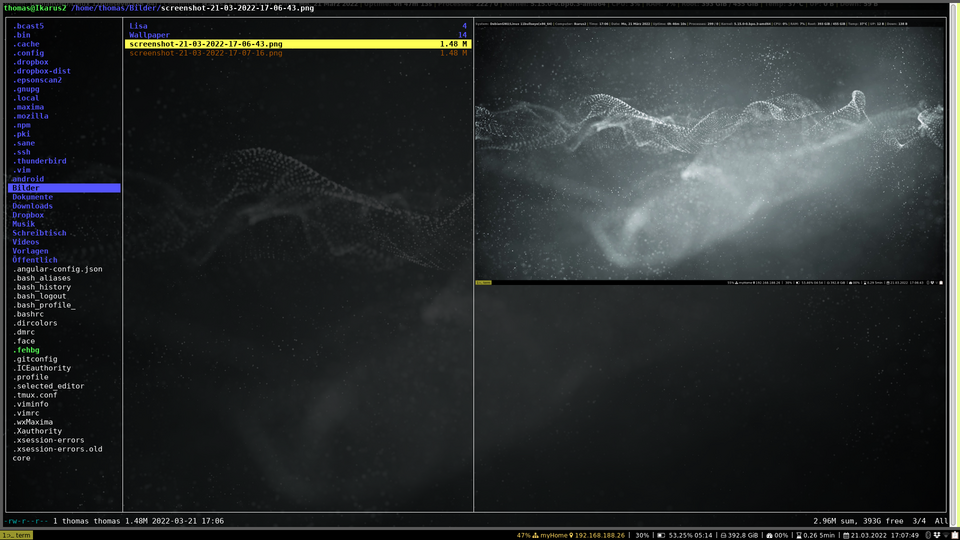 thomas@Ikarus2 /home/thomas/Bilder/screenshot-21-03-2022-17-06-43.png
.bcast5
.bin
.cache
.config
.dropbox
.dropbox-dist
.epsonscan2
.gnupg
.local
.maxima
.mozilla
.npm
.pki
.sane
.ssh
.thunderbird
.vim
android
Bilder
Dokumente
Downloads
Dropbox
Musik
Schreibtisch
Videos
Vorlagen
Öffentlich
.angular-config.json
.bash_aliases
.bash_history
.bash_logout
.bash_profile_
.bashrc
.dircolors
.dmrc
.face
.fehbg
.gitconfig
.ICEauthority
.profile
.selected_editor
.tmux.conf
.viminfo
.vimrc
.wxMaxima
.Xauthority
.xsession-errors
.xsession-errors.old
core
Lisa 4
Wallpaper 14
screenshot-21-03-2022-17-06-43.png 1.48 M
screenshot-21-03-2022-17-07-16.png 1.48 M
-rw-r--r-- 1 thomas thomas 1.48M 2022-03-21 17:06 2.96M sum, 393G free 3/4 All
1:>_ term 47% myHome 192.168.188.26 | 30% | 53.25% 05:14 | 392,8 GiB | 00% | 0.26 5min | 21.03.2022 17:07:49 |